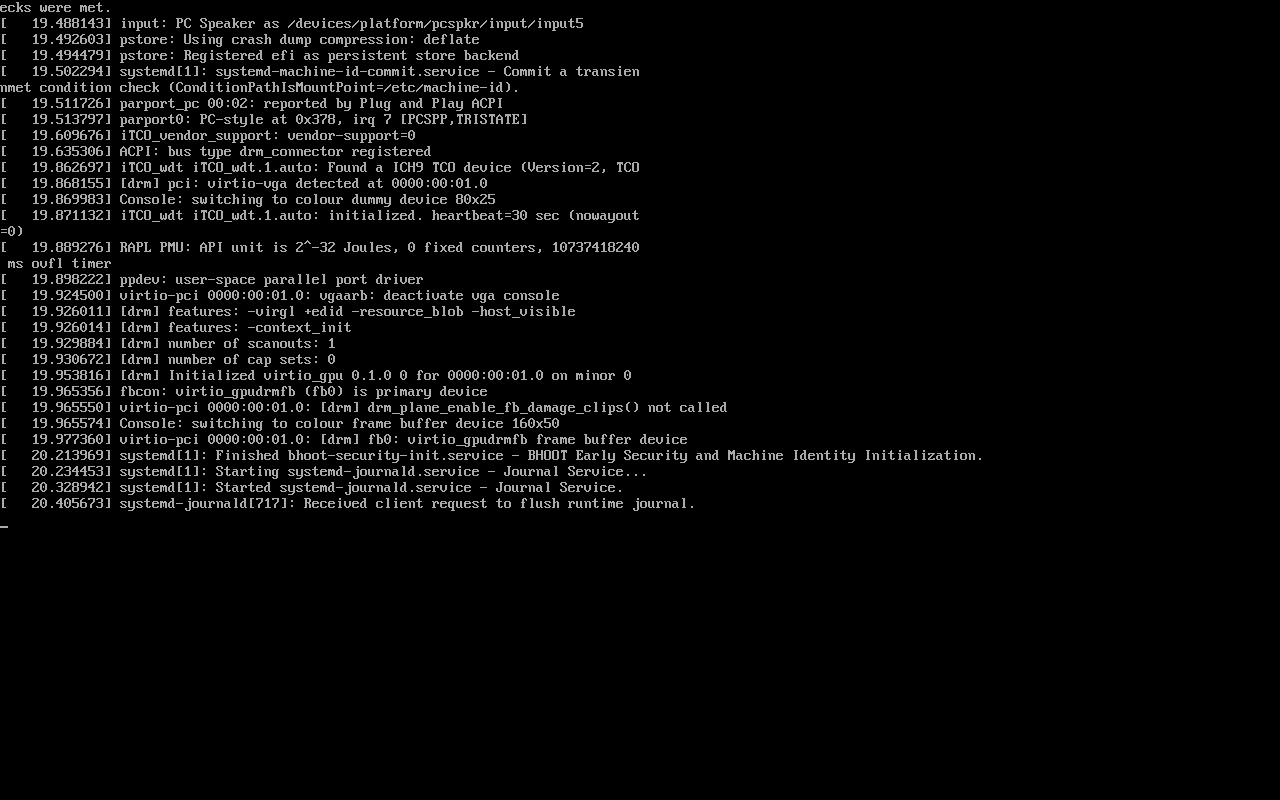 ecks were met.
[   19.488143] input: PC Speaker as /devices/platform/pcspkr/input/input5
[   19.492603] pstore: Using crash dump compression: deflate
[   19.494479] pstore: Registered efi as persistent store backend
[   19.502294] systemd[1]: systemd-machine-id-commit.service - Commit a transien
nmet condition check (ConditionPathIsMountPoint=/etc/machine-id).
[   19.511726] parport_pc 00:02: reported by Plug and Play ACPI
[   19.513797] parport0: PC-style at 0x378, irq 7 [PCSPP,TRISTATE]
[   19.609676] iTCO_vendor_support: vendor-support=0
[   19.635306] ACPI: bus type drm_connector registered
[   19.862697] iTCO_wdt iTCO_wdt.1.auto: Found a ICH9 TCO device (Version=2, TCO
[   19.868155] [drm] pci: virtio-vga detected at 0000:00:01.0
[   19.869983] Console: switching to colour dummy device 80x25
[   19.871132] iTCO_wdt iTCO_wdt.1.auto: initialized. heartbeat=30 sec (nowayout
=0)
[   19.889276] RAPL PMU: API unit is 2^-32 Joules, 0 fixed counters, 10737418240
 ms ovfl timer
[   19.898222] ppdev: user-space parallel port driver
[   19.924500] virtio-pci 0000:00:01.0: vgaarb: deactivate vga console
[   19.926011] [drm] features: -virgl +edid -resource_blob -host_visible
[   19.926014] [drm] features: -context_init
[   19.929884] [drm] number of scanouts: 1
[   19.930672] [drm] number of cap sets: 0
[   19.953816] [drm] Initialized virtio_gpu 0.1.0 0 for 0000:00:01.0 on minor 0
[   19.965356] fbcon: virtio_gpudrmfb (fb0) is primary device
[   19.965550] virtio-pci 0000:00:01.0: [drm] drm_plane_enable_fb_damage_clips() not called
[   19.965574] Console: switching to colour frame buffer device 160x50
[   19.977360] virtio-pci 0000:00:01.0: [drm] fb0: virtio_gpudrmfb frame buffer device
[   20.213969] systemd[1]: Finished bhoot-security-init.service - BHOOT Early Security and Machine Identity Initialization.
[   20.234453] systemd[1]: Starting systemd-journald.service - Journal Service...
[   20.328942] systemd[1]: Started systemd-journald.service - Journal Service.
[   20.405673] systemd-journald[717]: Received client request to flush runtime journal.